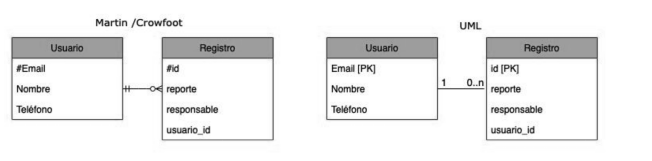 Martin /Crowfoot
Usuario
#Email
Nombre
Teléfono
Registro
#id
reporte
responsable
usuario_id
UML
Usuario
Email [PK]
Nombre
Teléfono
1 0..n
Registro
id [PK]
reporte
responsable
usuario_id